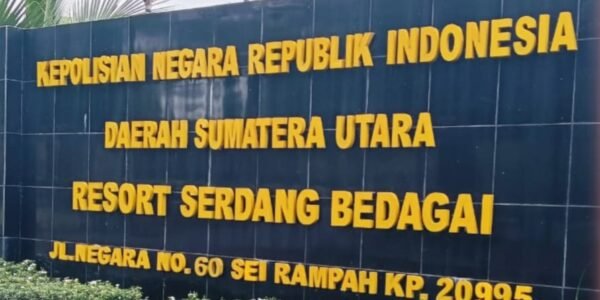 KEPOLISIAN NEGARA REPUBLIK INDONESIA
DAERAH SUMATERA UTARA
RESORT SERDANG BEDAGAI
JL.NEGARA NO. 60 SEI RAMPAH KP. 20995